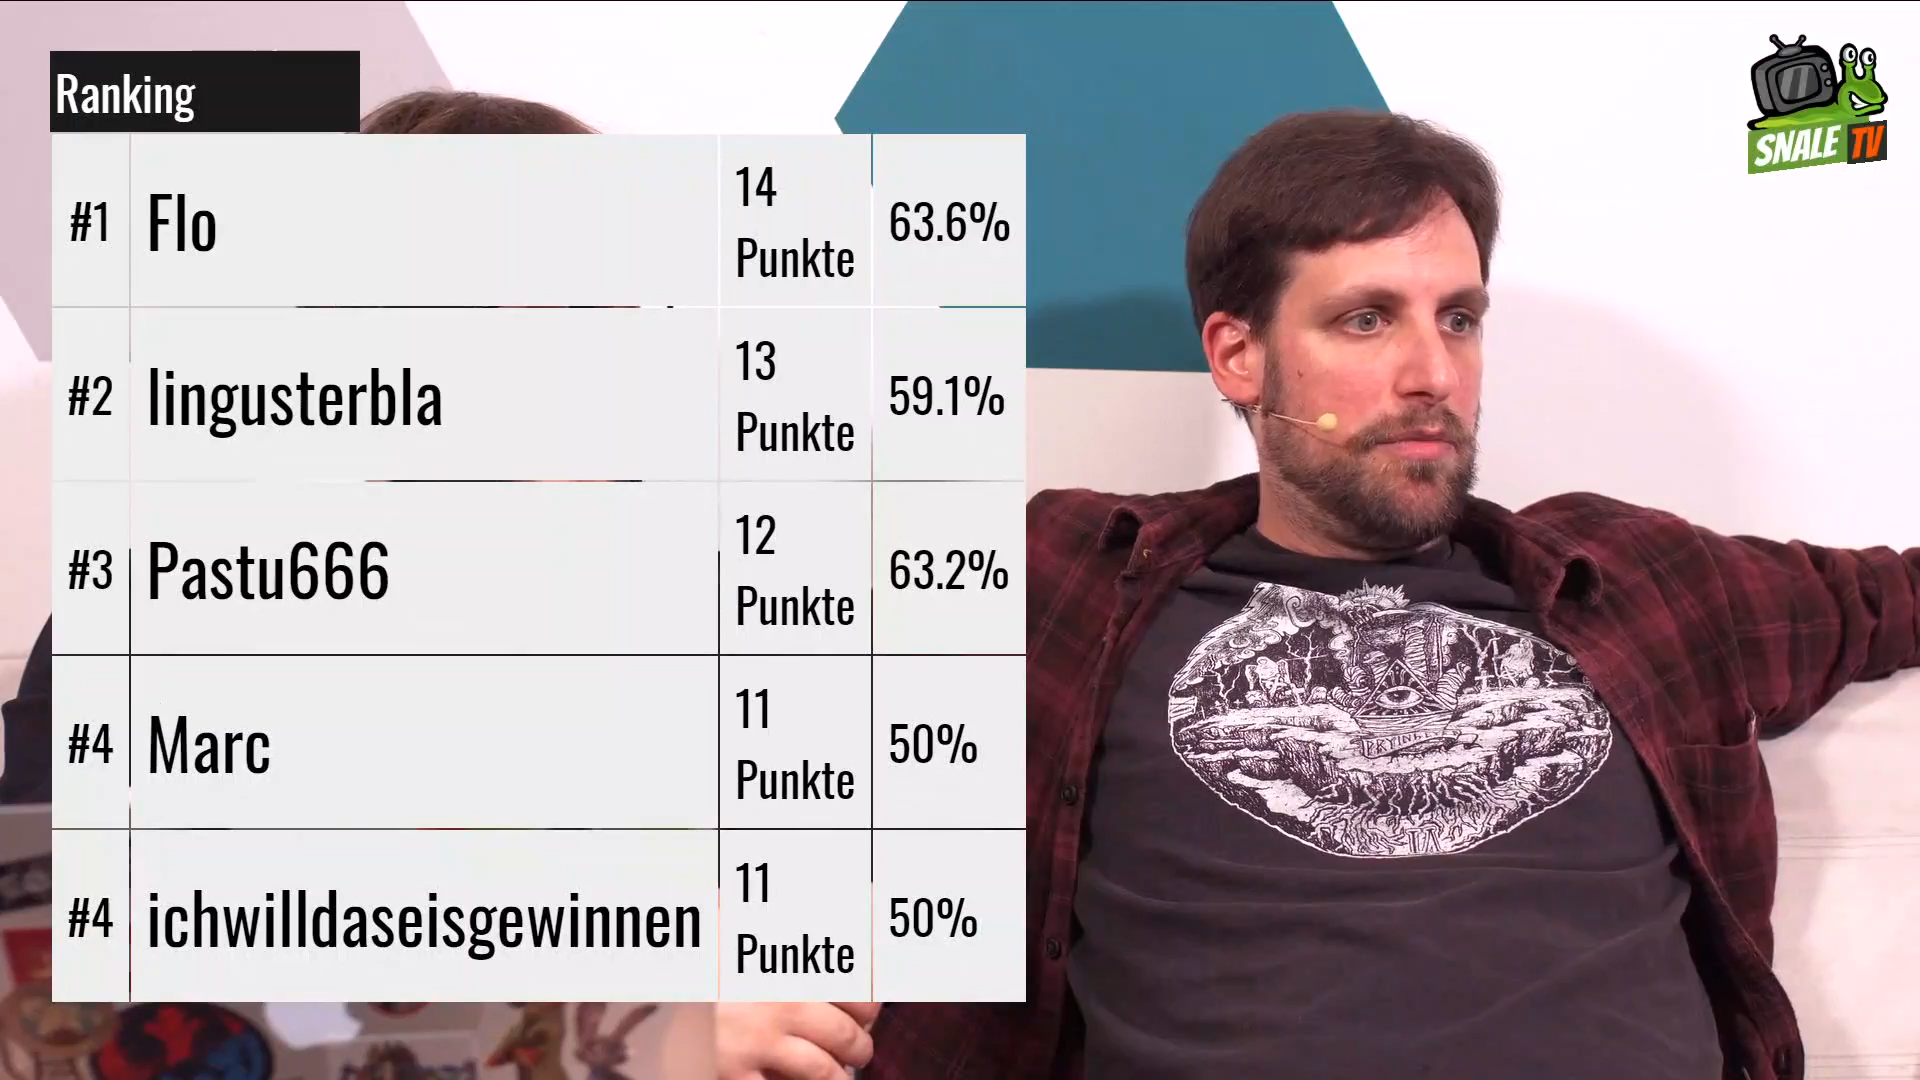 Ranking
SNALE TV
#1 Flo 14 Punkte 63.6%
#2 lingusterbla 13 Punkte 59.1%
#3 Pastu666 12 Punkte 63.2%
#4 Marc 11 Punkte 50%
#4 ichwilldaseisgewinnen 11 Punkte 50%